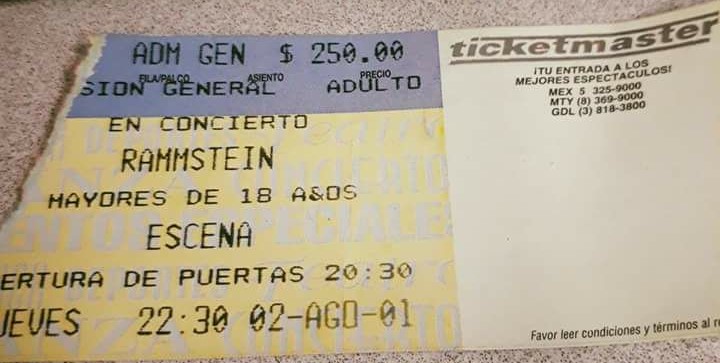 ADM GEN $ 250.00
FILA/PALCO ASIENTO PRECIO
SION GENERAL ADULTO
EN CONCIERTO
RAMMSTEIN
MAYORES DE 18 A&OS
ESCENA
ERTURA DE PUERTAS 20:30
UEVES 22:30 02-AGO-01
ticketmaster
¡TU ENTRADA A LOS
MEJORES ESPECTACULOS!
MEX 5 325-9000
MTY (8) 369-9000
GDL (3) 818-3800
Favor leer condiciones y términos al re